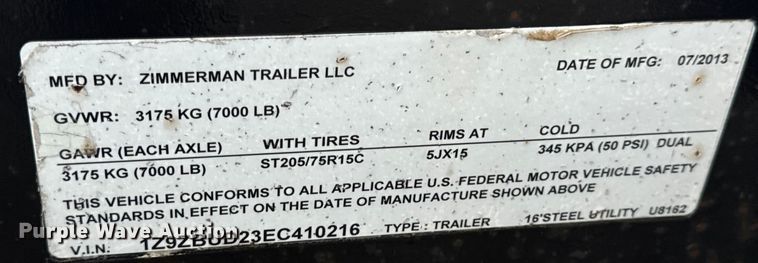 MFD BY: ZIMMERMAN TRAILER LLC
DATE OF MFG: 07/2013
GVWR: 3175 KG (7000 LB)
GAWR (EACH AXLE) WITH TIRES RIMS AT COLD
3175 KG (7000 LB) ST205/75R15C 5JX15 345 KPA (50 PSI) DUAL
THIS VEHICLE CONFORMS TO ALL APPLICABLE U.S. FEDERAL MOTOR VEHICLE SAFETY
STANDARDS IN EFFECT ON THE DATE OF MANUFACTURE SHOWN ABOVE
V.I.N: 1Z9ZBUD23EC410216 TYPE: TRAILER 16'STEEL UTILITY U8162
Purple Wave Auction